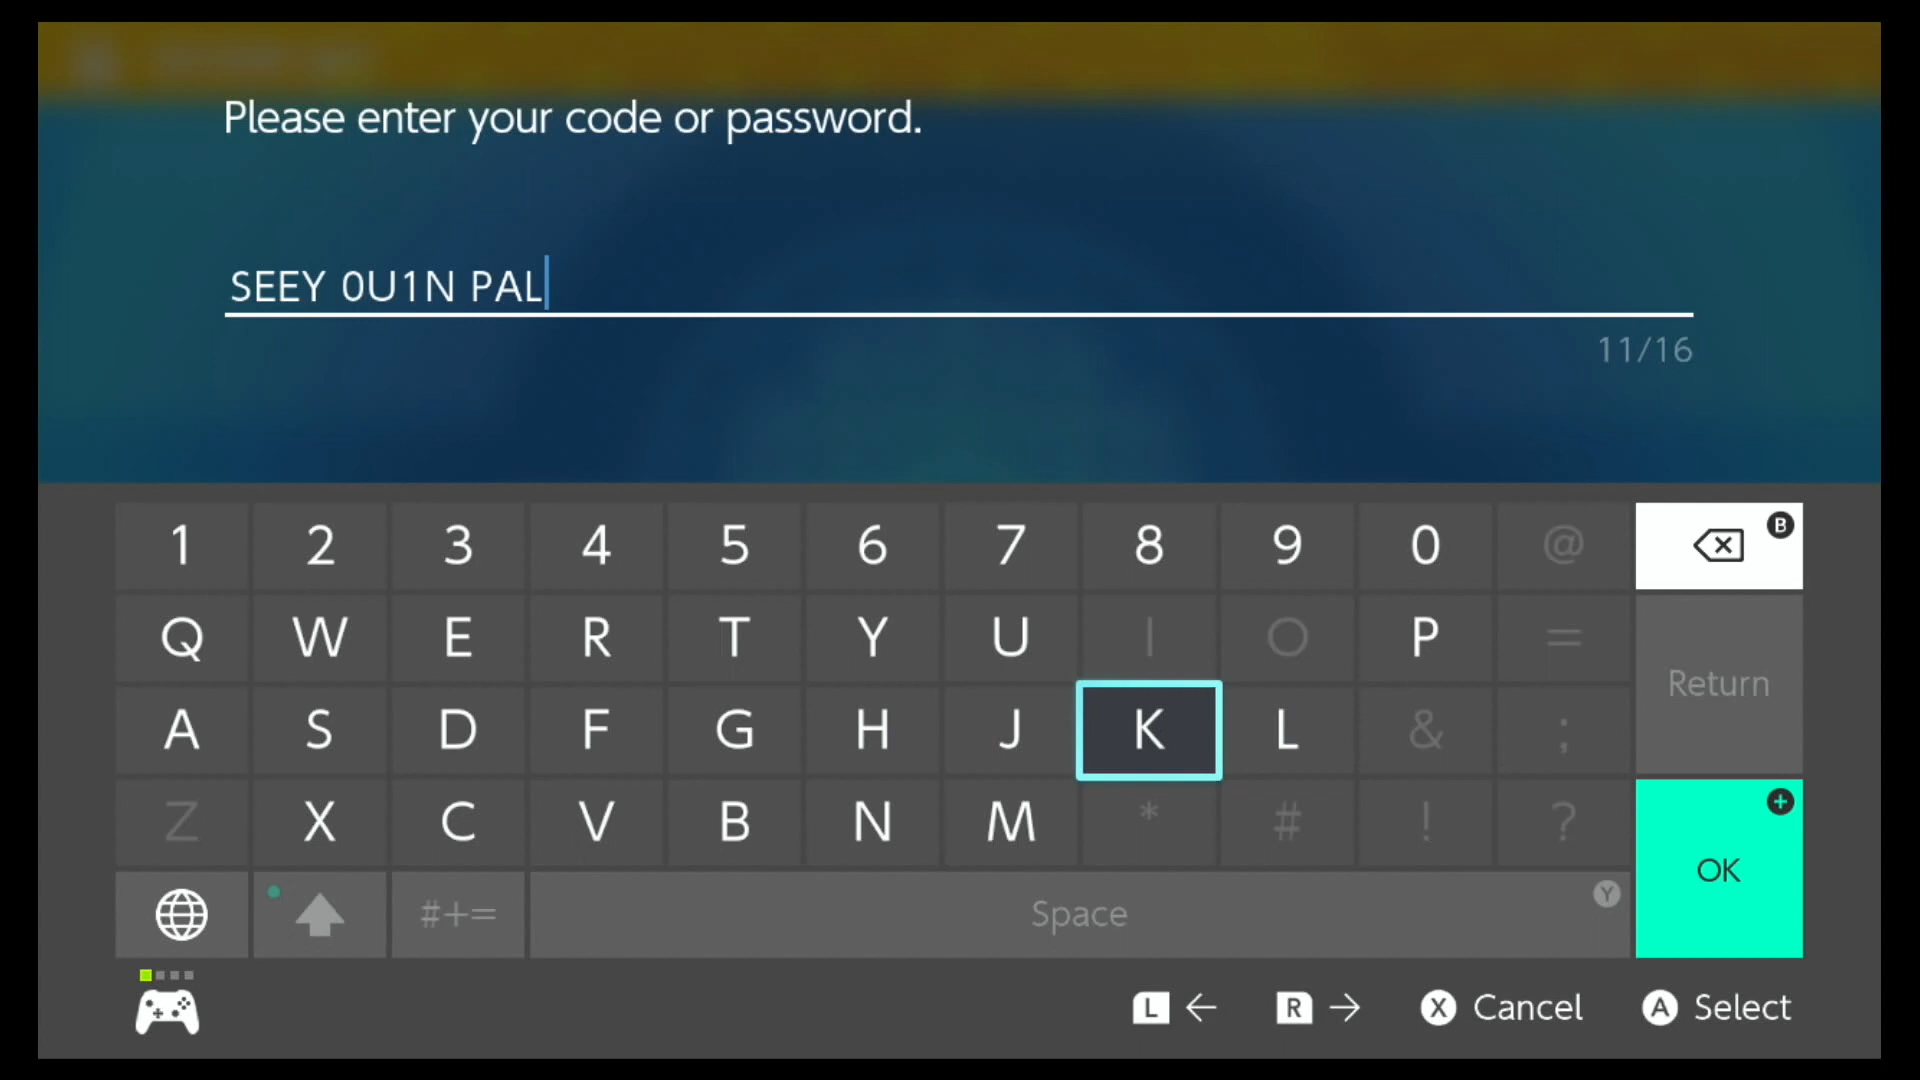 Please enter your code or password.
SEEY 0U1N PAL
11/16
1 2 3 4 5 6 7 8 9 0 @ B
Q W E R T Y U I O P = Return
A S D F G H J K L & ;
Z X C V B N M * # ! ? + OK
#+= Space Y
L ← R → X Cancel A Select